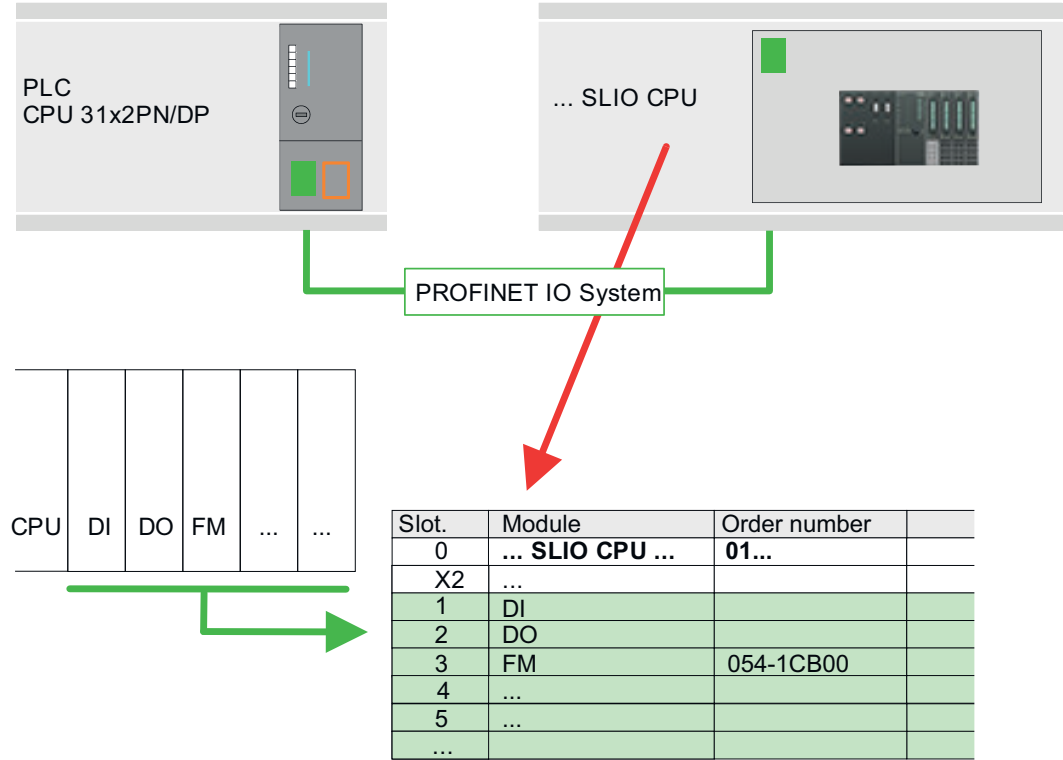 PLC
CPU 31x2PN/DP
... SLIO CPU
PROFINET IO System
CPU DI DO FM ... ...
Slot. Module Order number
0 ... SLIO CPU ... 01...
X2 ...
1 DI
2 DO
3 FM 054-1CB00
4 ...
5 ...
...